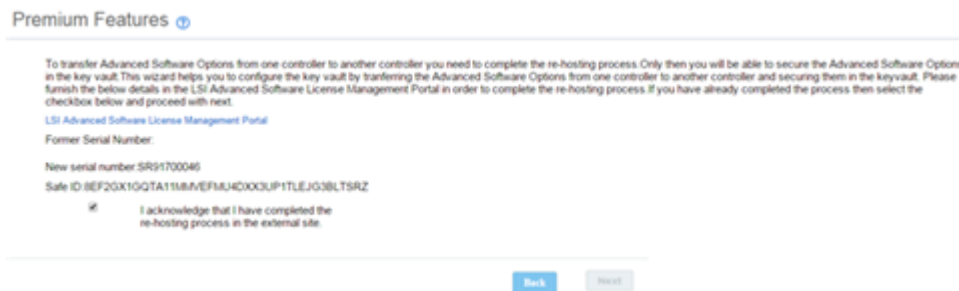 Premium Features
To transfer Advanced Software Options from one controller to another controller you need to complete the re-hosting process.Only then you will be able to secure the Advanced Software Options
in the key vault.This wizard helps you to configure the key vault by tranferring the Advanced Software Options from one controller to another controller and securing them in the keyvault. Please
furnish the below details in the LSI Advanced Software License Management Portal in order to complete the re-hosting process.If you have already completed the process then select the
checkbox below and proceed with next.
LSI Advanced Software License Management Portal
Former Serial Number:
New serial number:SR91700046
Safe ID:
I acknowledge that I have completed the
re-hosting process in the external site.
Back Next